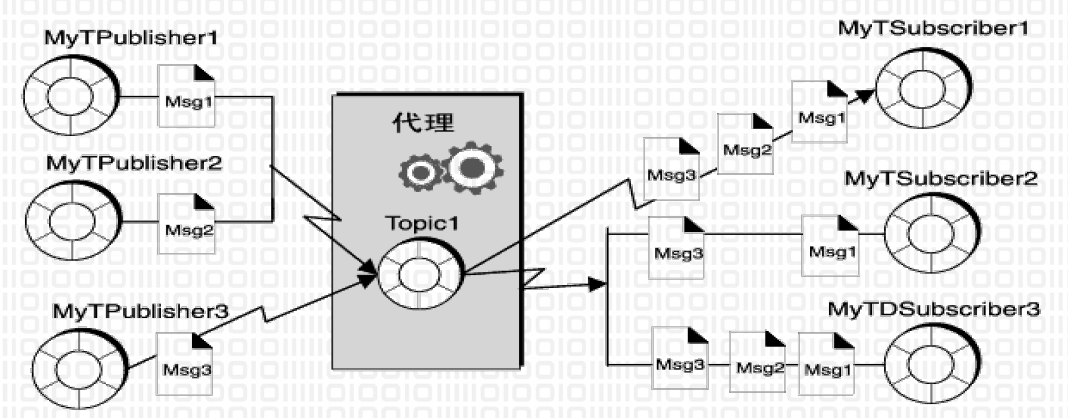 MyTPublisher1
Msg1
MyTPublisher2
Msg2
MyTPublisher3
Msg3
代理
Topic1
MyTSubscriber1
Msg3
Msg2
Msg1
MyTSubscriber2
Msg3
Msg1
MyTDSubscriber3
Msg3
Msg2
Msg1